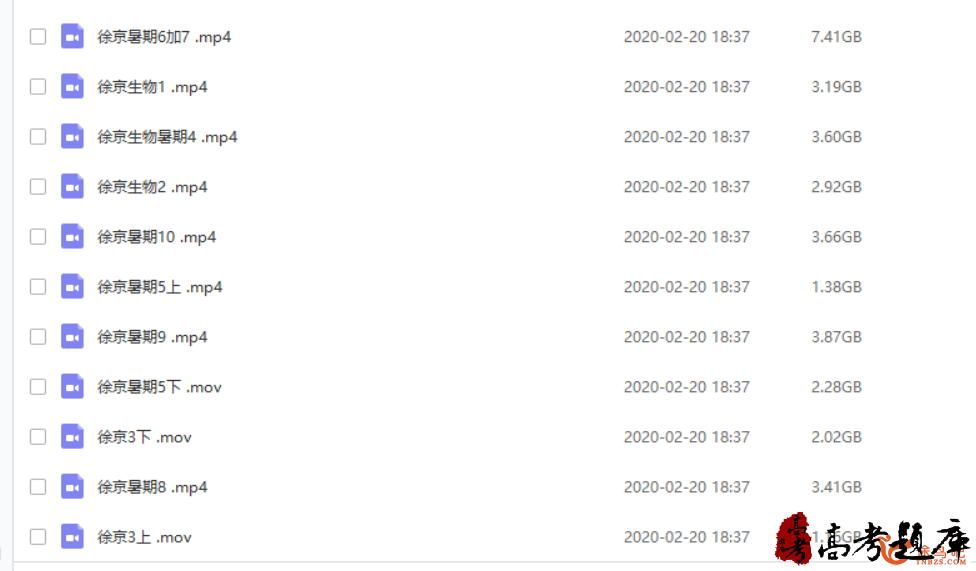 徐京暑期6加7 .mp4 2020-02-20 18:37 7.41GB
徐京生物1 .mp4 2020-02-20 18:37 3.19GB
徐京生物暑期4 .mp4 2020-02-20 18:37 3.60GB
徐京生物2 .mp4 2020-02-20 18:37 2.92GB
徐京暑期10 .mp4 2020-02-20 18:37 3.66GB
徐京暑期5上 .mp4 2020-02-20 18:37 1.38GB
徐京暑期9 .mp4 2020-02-20 18:37 3.87GB
徐京暑期5下 .mov 2020-02-20 18:37 2.28GB
徐京3下 .mov 2020-02-20 18:37 2.02GB
徐京暑期8 .mp4 2020-02-20 18:37 3.41GB
徐京3上 .mov 2020-02-20 18:37
高考 高考题库
TNBZS.COM